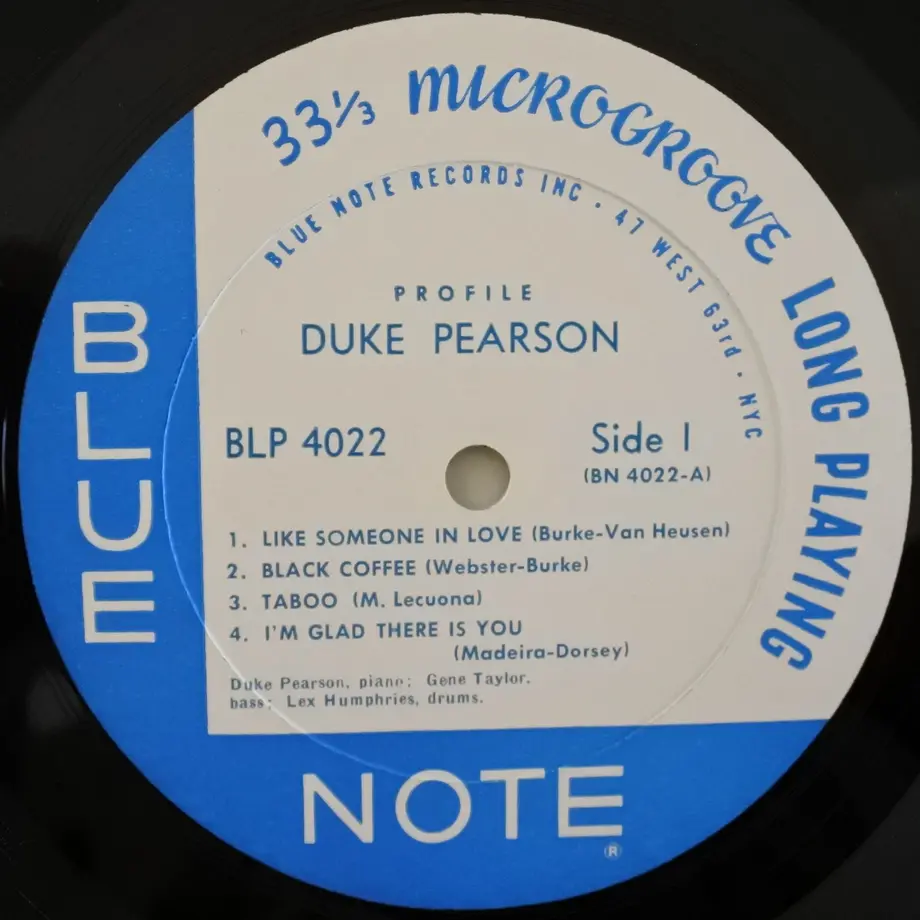 33⅓ MICROGROOVE LONG PLAYING
BLUE NOTE RECORDS INC · 47 WEST 63rd · NYC
PROFILE
DUKE PEARSON
BLP 4022
Side 1
(BN 4022-A)
1. LIKE SOMEONE IN LOVE (Burke-Van Heusen)
2. BLACK COFFEE (Webster-Burke)
3. TABOO (M. Lecuona)
4. I'M GLAD THERE IS YOU
(Madeira-Dorsey)
Duke Pearson, piano; Gene Taylor.
bass; Lex Humphries, drums.
BLUE
NOTE
®